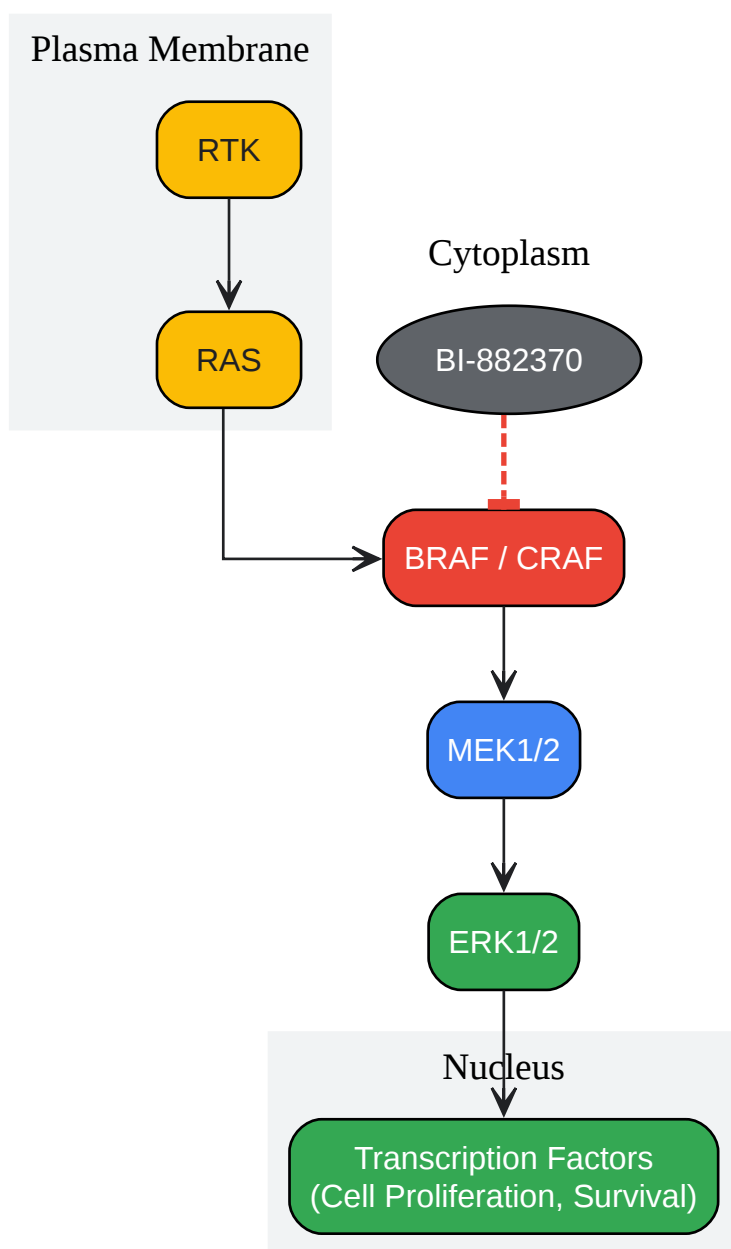 Plasma Membrane
RTK
Cytoplasm
RAS
BI-882370
BRAF / CRAF
MEK1/2
ERK1/2
Nucleus
Transcription Factors
(Cell Proliferation, Survival)